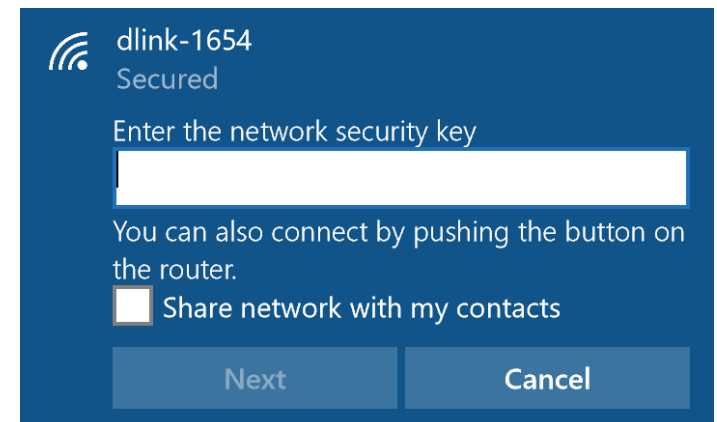 dlink-1654
Secured
Enter the network security key
You can also connect by pushing the button on
the router.
Share network with my contacts
Next
Cancel